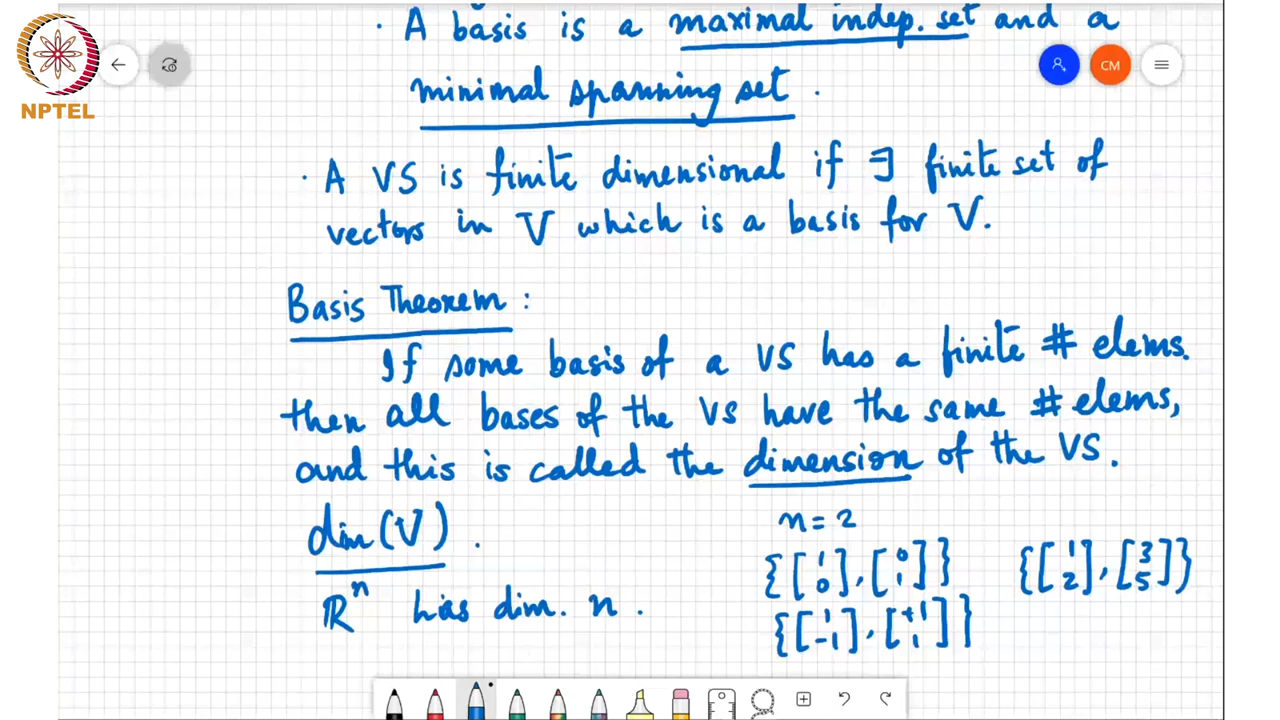 · A basis is a maximal indep. set and a
minimal spanning set.
NPTEL
CM
· A VS is finite dimensional if ∃ finite set of
vectors in V which is a basis for V.
Basis Theorem:
If some basis of a VS has a finite # elems.
then all bases of the VS have the same # elems,
and this is called the dimension of the VS.
dim(V).
n = 2
{[1 0], [0 1]} {[1 2], [3 5]}
ℝⁿ has dim. n.
{[1 -1], [+1 1]}